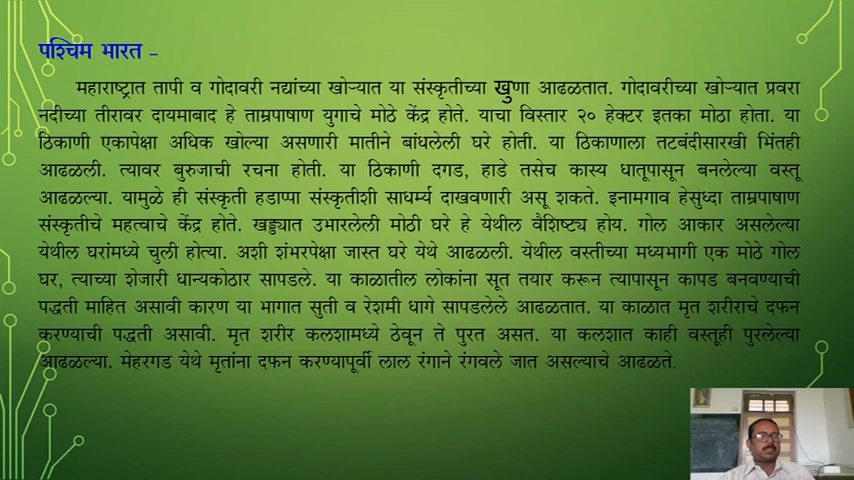 पश्चिम भारत –
महाराष्ट्रात तापी व गोदावरी नद्यांच्या खोऱ्यात या संस्कृतीच्या खुणा आढळतात. गोदावरीच्या खोऱ्यात प्रवरा
नदीच्या तीरावर दायमाबाद हे ताम्रपाषाण युगाचे मोठे केंद्र होते. याचा विस्तार २० हेक्टर इतका मोठा होता. या
ठिकाणी एकापेक्षा अधिक खोल्या असणारी मातीने बांधलेली घरे होती. या ठिकाणाला तटबंदीसारखी भिंतही
आढळली. त्यावर बुरुजाची रचना होती. या ठिकाणी दगड, हाडे तसेच कास्य धातूपासून बनलेल्या वस्तू
आढळल्या. यामुळे ही संस्कृती हडाप्पा संस्कृतीशी साधर्म्य दाखवणारी असू शकते. इनामगाव हेसुध्दा ताम्रपाषाण
संस्कृतीचे महत्वाचे केंद्र होते. खड्ड्यात उभारलेली मोठी घरे हे येथील वैशिष्ट्य होय. गोल आकार असलेल्या
येथील घरांमध्ये चुली होत्या. अशी शंभरपेक्षा जास्त घरे येथे आढळली. येथील वस्तीच्या मध्यभागी एक मोठे गोल
घर, त्याच्या शेजारी धान्यकोठार सापडले. या काळातील लोकांना सूत तयार करून त्यापासून कापड बनवण्याची
पद्धती माहित असावी कारण या भागात सुती व रेशमी धागे सापडलेले आढळतात. या काळात मृत शरीराचे दफन
करण्याची पद्धती असावी. मृत शरीर कलशामध्ये ठेवून ते पुरत असत. या कलशात काही वस्तूही पुरलेल्या
आढळल्या. मेहरगड येथे मृतांना दफन करण्यापूर्वी लाल रंगाने रंगवले जात असल्याचे आढळते.